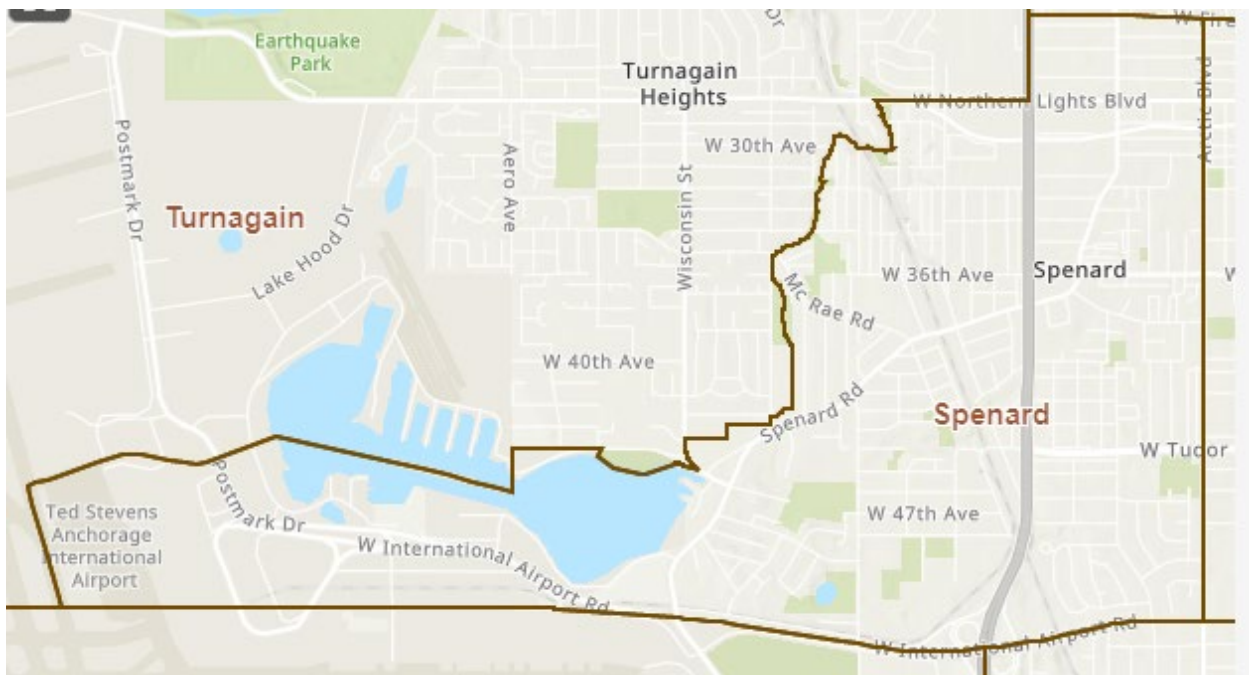 Dr
W Fire
Earthquake
Park
Turnagain
Heights
W Northern Lights Blvd
Arctic Blvd
Postmark Dr
Aero Ave
W 30th Ave
Wisconsin St
Turnagain
Lake Hood Dr
W 36th Ave
Spenard
W
Mc Rae Rd
W 40th Ave
Spenard Rd
Spenard
W Tudor
Postmark Dr
Ted Stevens
Anchorage
International
Airport
W 47th Ave
W International Airport Rd
W International Airport Rd